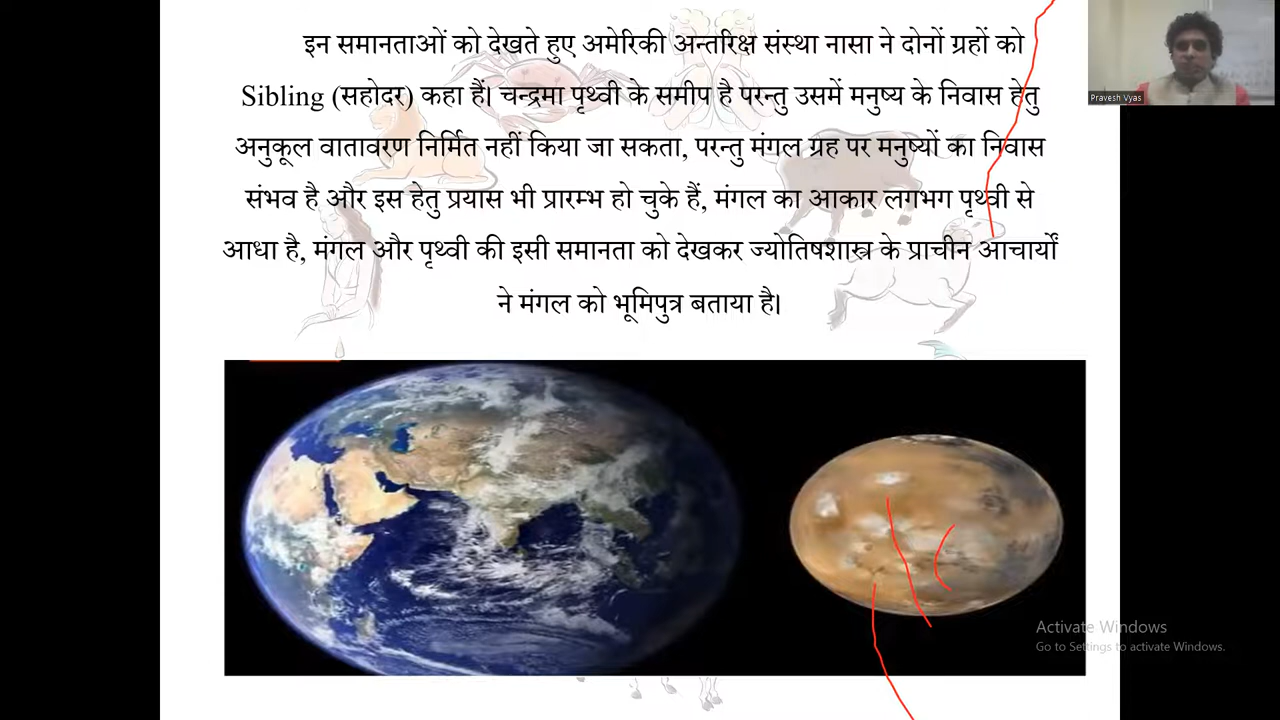 इन समानताओं को देखते हुए अमेरिकी अन्तरिक्ष संस्था नासा ने दोनों ग्रहों को
Sibling (सहोदर) कहा हैं। चन्द्रमा पृथ्वी के समीप है परन्तु उसमें मनुष्य के निवास हेतु
अनुकूल वातावरण निर्मित नहीं किया जा सकता, परन्तु मंगल ग्रह पर मनुष्यों का निवास
संभव है और इस हेतु प्रयास भी प्रारम्भ हो चुके हैं, मंगल का आकार लगभग पृथ्वी से
आधा है, मंगल और पृथ्वी की इसी समानता को देखकर ज्योतिषशास्त्र के प्राचीन आचार्यों
ने मंगल को भूमिपुत्र बताया है।
Pravesh Vyas
Activate Windows
Go to Settings to activate Windows.